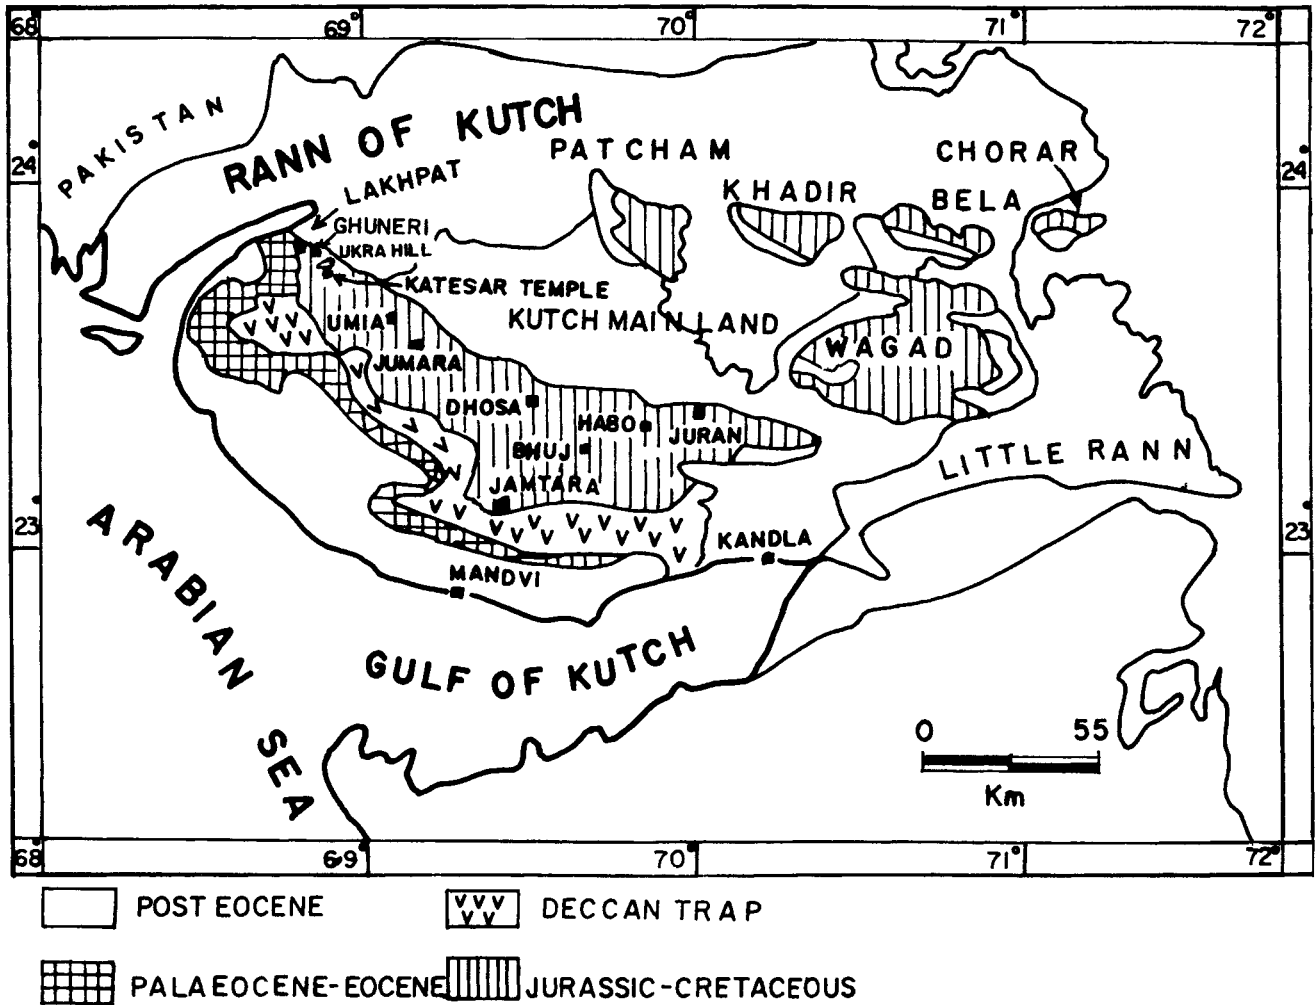 68° 69° 70° 71° 72°
PAKISTAN
RANN OF KUTCH
PATCHAM
CHORAR
24° 24°
LAKHPAT
KHADIR
BELA
GHUNERI
UKRA HILL
KATESAR TEMPLE
UMIA
KUTCH MAIN LAND
JUMARA
WAGAD
DHOSA
HABO
JURAN
BHUJ
LITTLE RANN
JAMTARA
23° 23°
KANDLA
MANDVI
ARABIAN SEA
GULF OF KUTCH
0 55
Km
68° 69° 70° 71° 72°
POST EOCENE
DECCAN TRAP
PALAEOCENE-EOCENE
JURASSIC-CRETACEOUS